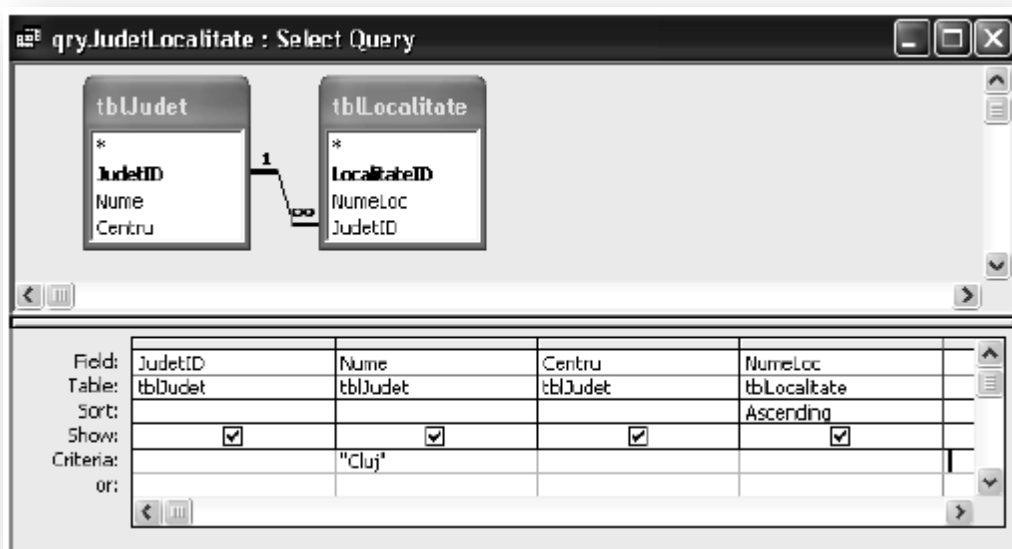 qryJudetLocalitate : Select Query
tblJudet tblLocalitate
* *
JudetID 1 LocalitateID
Nume NumeLoc
Centru ∞ JudetID
Field: JudetID Nume Centru NumeLoc
Table: tblJudet tblJudet tblJudet tblLocalitate
Sort: Ascending
Show:
Criteria: "Cluj"
or: